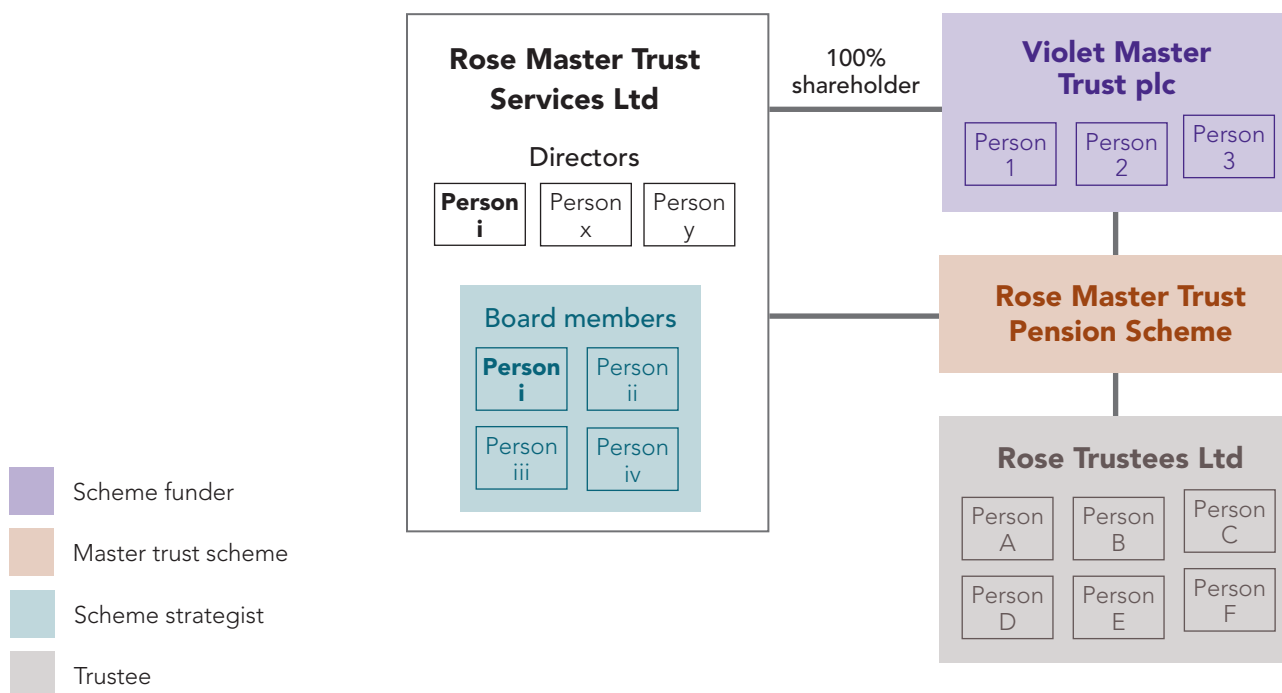 Rose Master Trust
Services Ltd
Directors
Person
i
Person
x
Person
y
Board members
Person
i
Person
ii
Person
iii
Person
iv
100%
shareholder
Violet Master
Trust plc
Person
1
Person
2
Person
3
Rose Master Trust
Pension Scheme
Rose Trustees Ltd
Person
A
Person
B
Person
C
Person
D
Person
E
Person
F
Scheme funder
Master trust scheme
Scheme strategist
Trustee